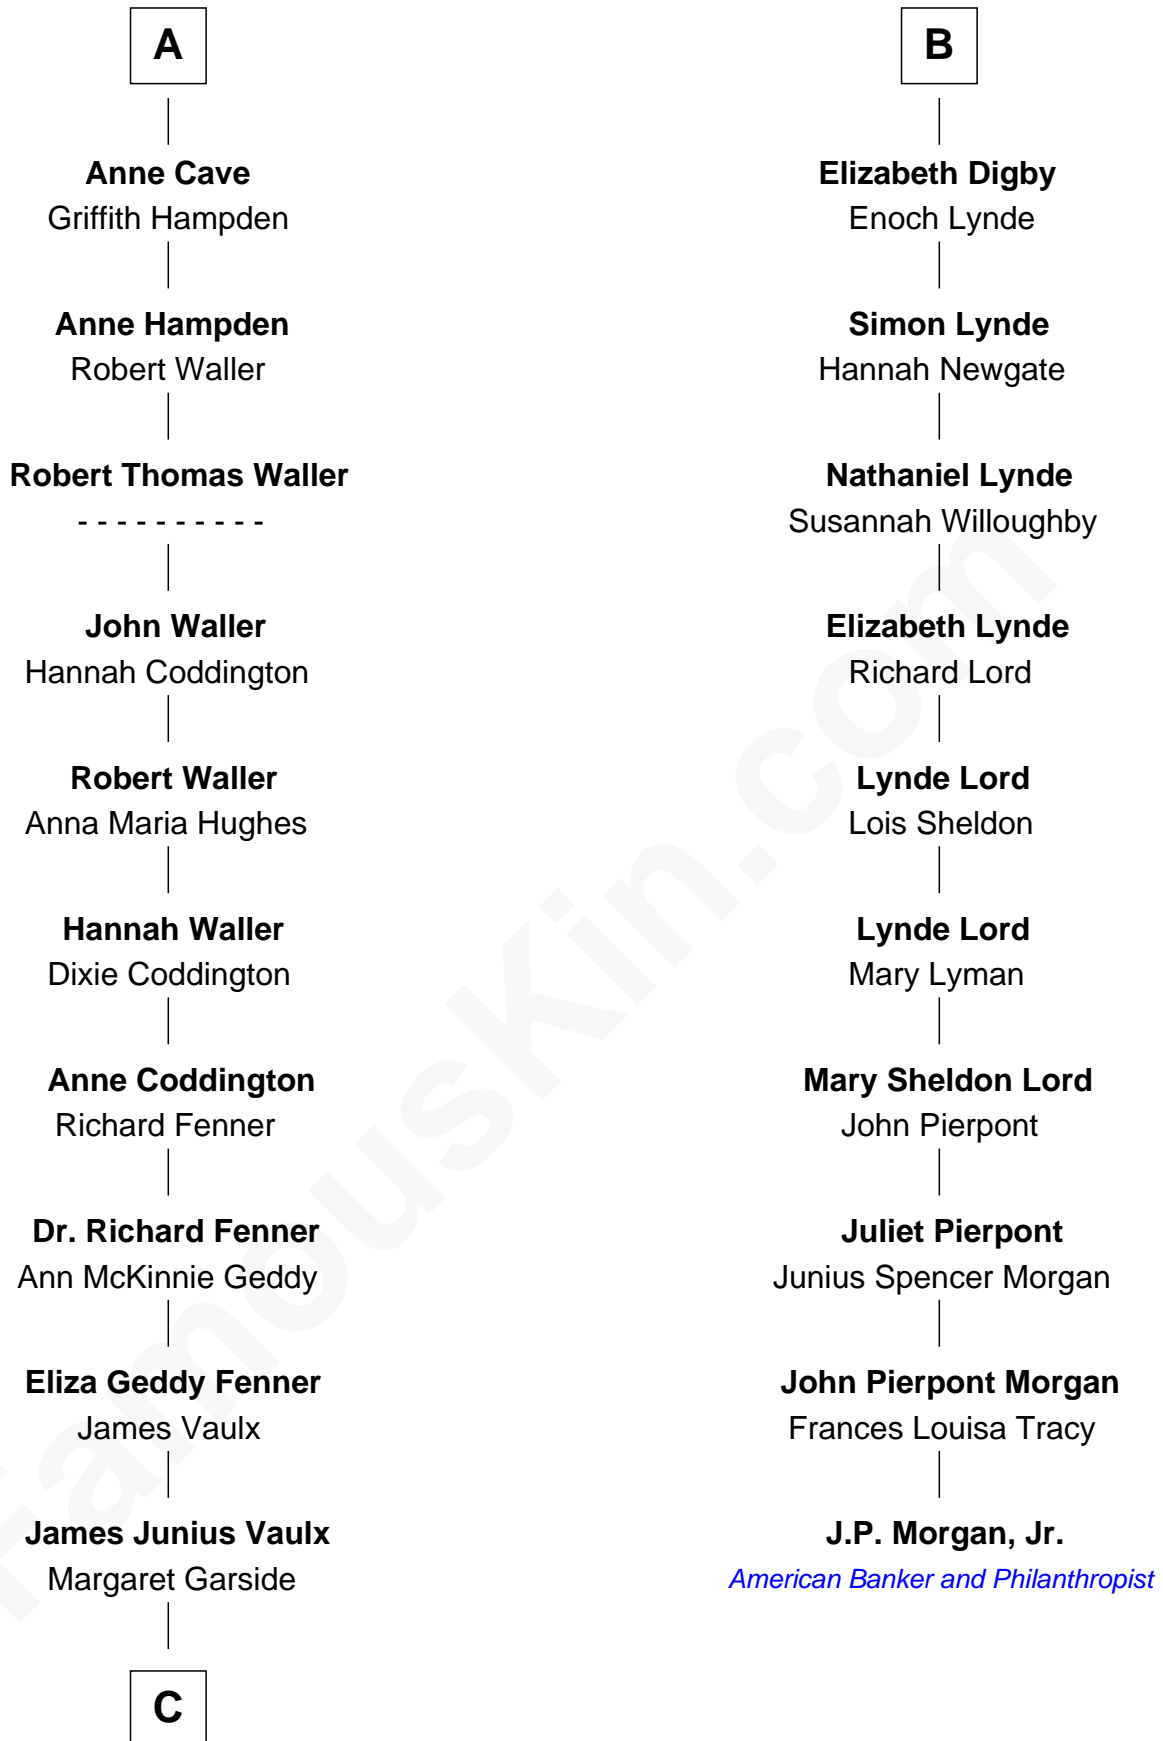 A
Anne Cave
Griffith Hampden
Anne Hampden
Robert Waller
Robert Thomas Waller
- - - - - - - - - -
John Waller
Hannah Coddington
Robert Waller
Anna Maria Hughes
Hannah Waller
Dixie Coddington
Anne Coddington
Richard Fenner
Dr. Richard Fenner
Ann McKinnie Geddy
Eliza Geddy Fenner
James Vaulx
James Junius Vaulx
Margaret Garside
C
B
Elizabeth Digby
Enoch Lynde
Simon Lynde
Hannah Newgate
Nathaniel Lynde
Susannah Willoughby
Elizabeth Lynde
Richard Lord
Lynde Lord
Lois Sheldon
Lynde Lord
Mary Lyman
Mary Sheldon Lord
John Pierpont
Juliet Pierpont
Junius Spencer Morgan
John Pierpont Morgan
Frances Louisa Tracy
J.P. Morgan, Jr.
American Banker and Philanthropist
FamousKin.com